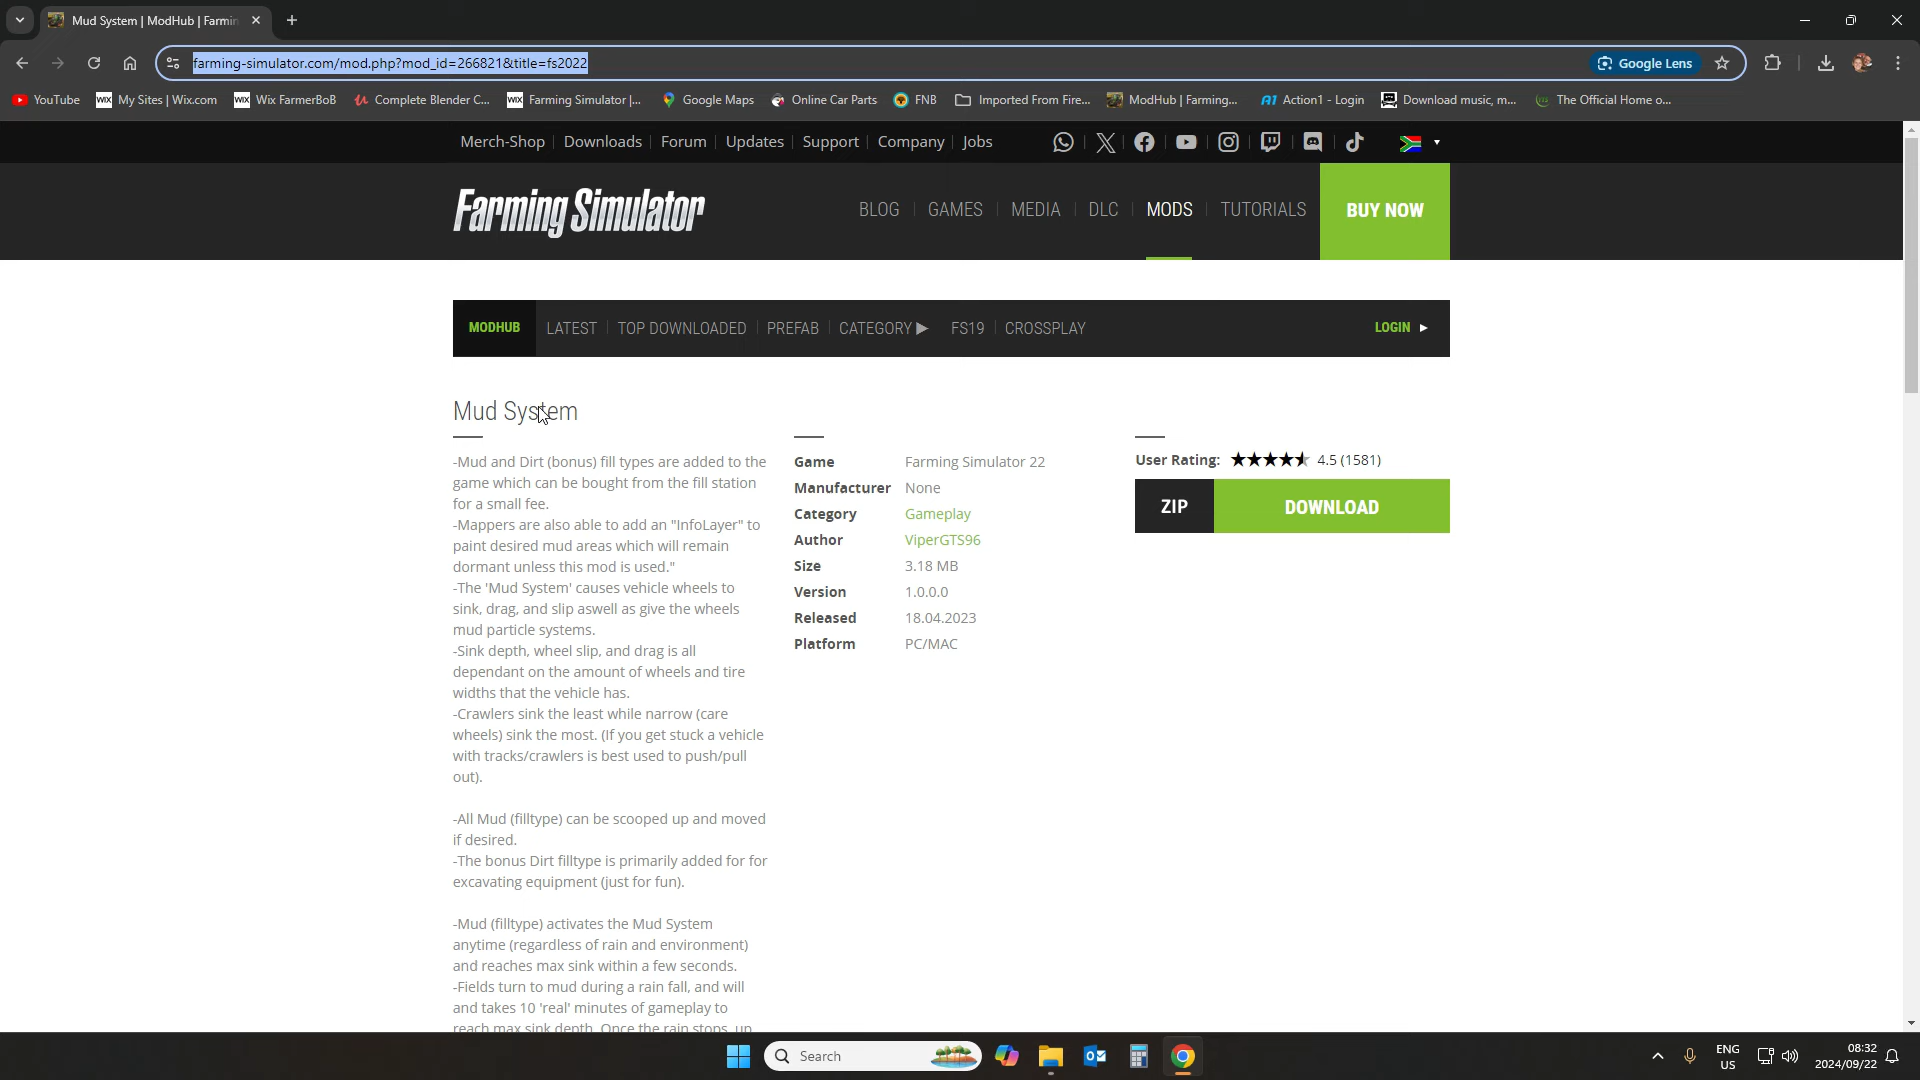 Mud System | ModHub | Farmin
farming-simulator.com/mod.php?mod_id=266821&title=fs2022
Google Lens
YouTube
My Sites | Wix.com
Wix FarmerBoB
Complete Blender C...
Farming Simulator |...
Google Maps
Online Car Parts
FNB
Imported From Fire...
ModHub | Farming...
Action1 - Login
Download music, m...
The Official Home o...
Merch-Shop | Downloads | Forum | Updates | Support | Company | Jobs
Farming Simulator
BLOG | GAMES | MEDIA | DLC | MODS | TUTORIALS
BUY NOW
MODHUB
LATEST | TOP DOWNLOADED | PREFAB | CATEGORY ▶ FS19 | CROSSPLAY
LOGIN ▶
Mud System
-Mud and Dirt (bonus) fill types are added to the
game which can be bought from the fill station
for a small fee.
-Mappers are also able to add an "InfoLayer" to
paint desired mud areas which will remain
dormant unless this mod is used."
-The 'Mud System' causes vehicle wheels to
sink, drag, and slip aswell as give the wheels
mud particle systems.
-Sink depth, wheel slip, and drag is all
dependant on the amount of wheels and tire
widths that the vehicle has.
-Crawlers sink the least while narrow (care
wheels) sink the most. (If you get stuck a vehicle
with tracks/crawlers is best used to push/pull
out).
-All Mud (filltype) can be scooped up and moved
if desired.
-The bonus Dirt filltype is primarily added for for
excavating equipment (just for fun).
-Mud (filltype) activates the Mud System
anytime (regardless of rain and environment)
and reaches max sink within a few seconds.
-Fields turn to mud during a rain fall, and will
and takes 10 'real' minutes of gameplay to
reach max sink depth. Once the rain stops, up
Game Farming Simulator 22
Manufacturer None
Category Gameplay
Author ViperGTS96
Size 3.18 MB
Version 1.0.0.0
Released 18.04.2023
Platform PC/MAC
User Rating: 4.5 (1581)
ZIP DOWNLOAD
Search
ENG
US
08:32
2024/09/22